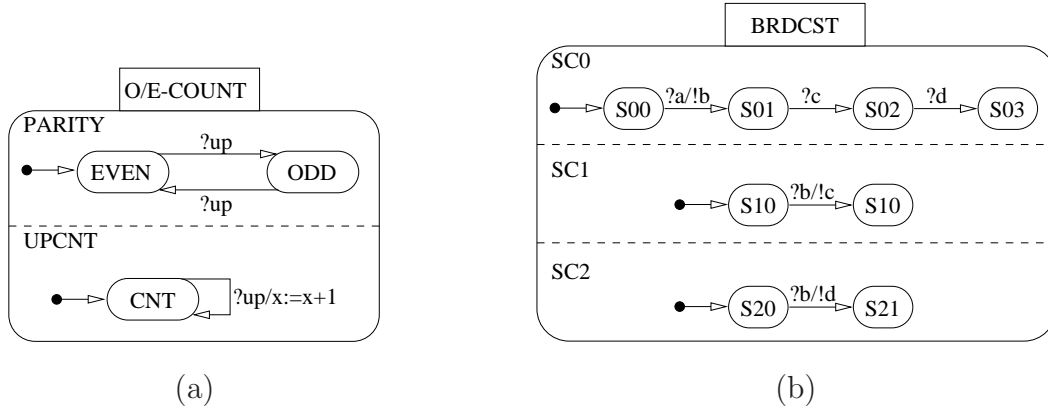 O/E-COUNT
PARITY
EVEN
?up
ODD
?up
UPCNT
CNT
?up/x:=x+1
(a)
BRDCST
SC0
S00
?a/!b
S01
?c
S02
?d
S03
SC1
S10
?b/!c
S10
SC2
S20
?b/!d
S21
(b)